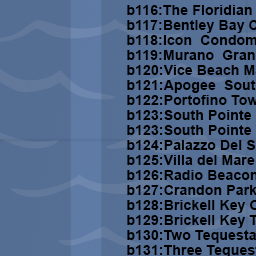 b116:The Floridian
b117:Bentley Bay
b118:Icon Condom
b119:Murano Gran
b120:Vice Beach M
b121:Apogee Sout
b122:Portofino Tow
b123:South Pointe
b123:South Pointe
b124:Palazzo Del S
b125:Villa del Mare
b126:Radio Beacon
b127:Crandon Park
b128:Brickell Key
b129:Brickell Key T
b130:Two Tequesta
b131:Three Teques